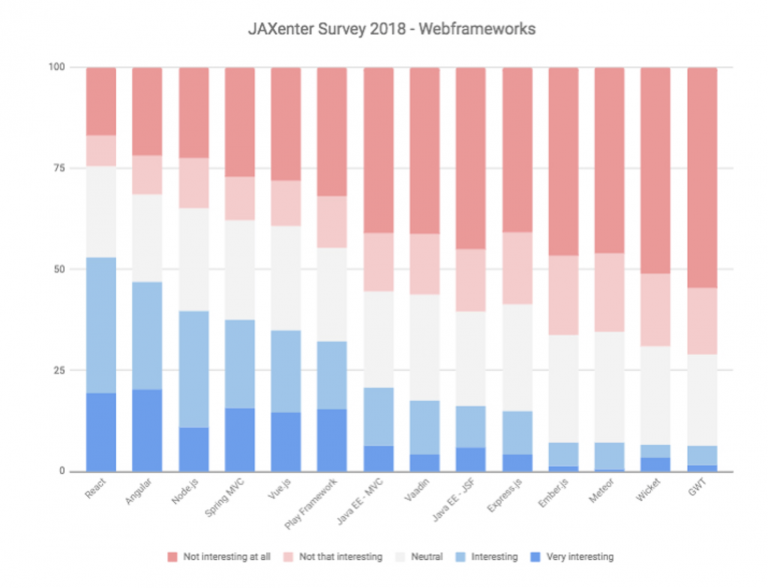 JAXenter Survey 2018 - Webframeworks
100
75
50
25
0
React
Angular
Node.js
Spring MVC
Vue.js
Play Framework
Java EE - MVC
Vaadin
Java EE - JSF
Express.js
Ember.js
Meteor
Wicket
GWT
Not interesting at all
Not that interesting
Neutral
Interesting
Very interesting